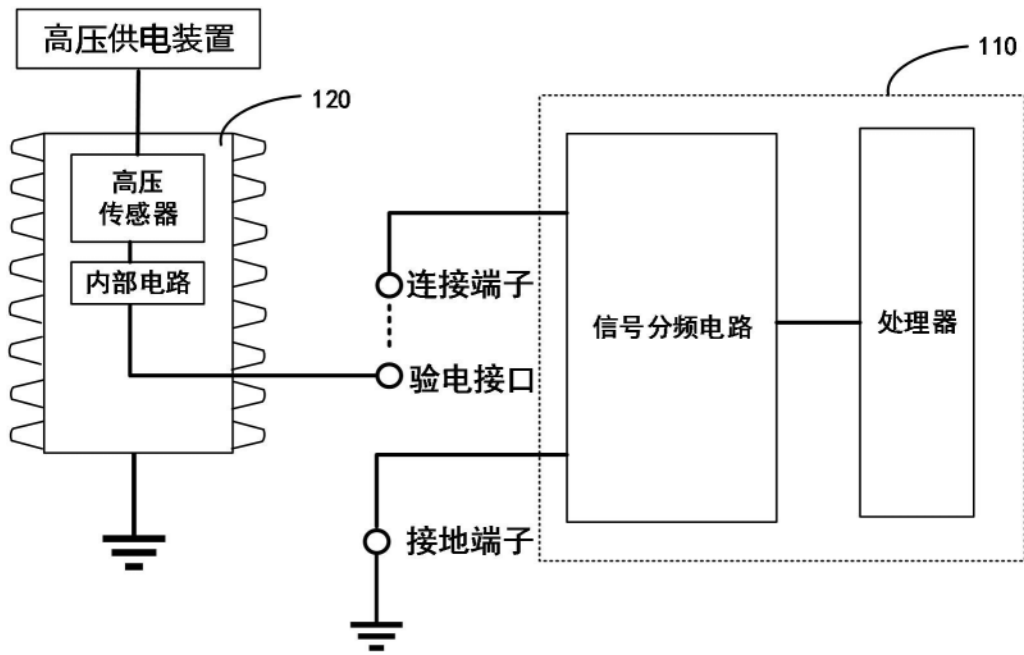 高压供电装置
110
120
高压
传感器
内部电路
连接端子
信号分频电路
处理器
验电接口
接地端子